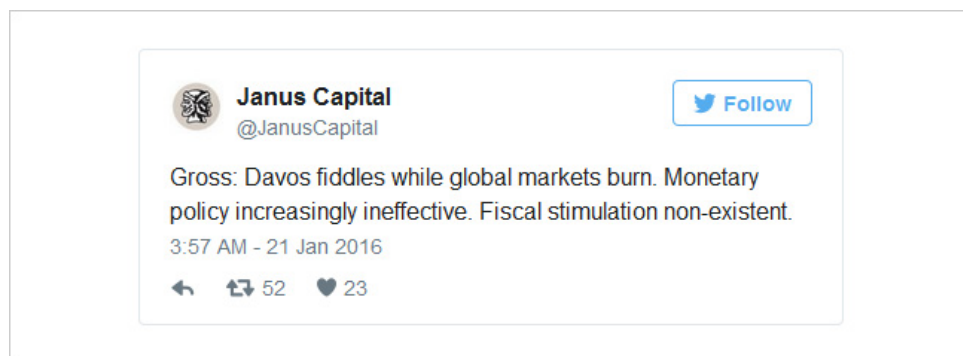 Janus Capital
@JanusCapital
Follow
Gross: Davos fiddles while global markets burn. Monetary
policy increasingly ineffective. Fiscal stimulation non-existent.
3:57 AM - 21 Jan 2016
52 23